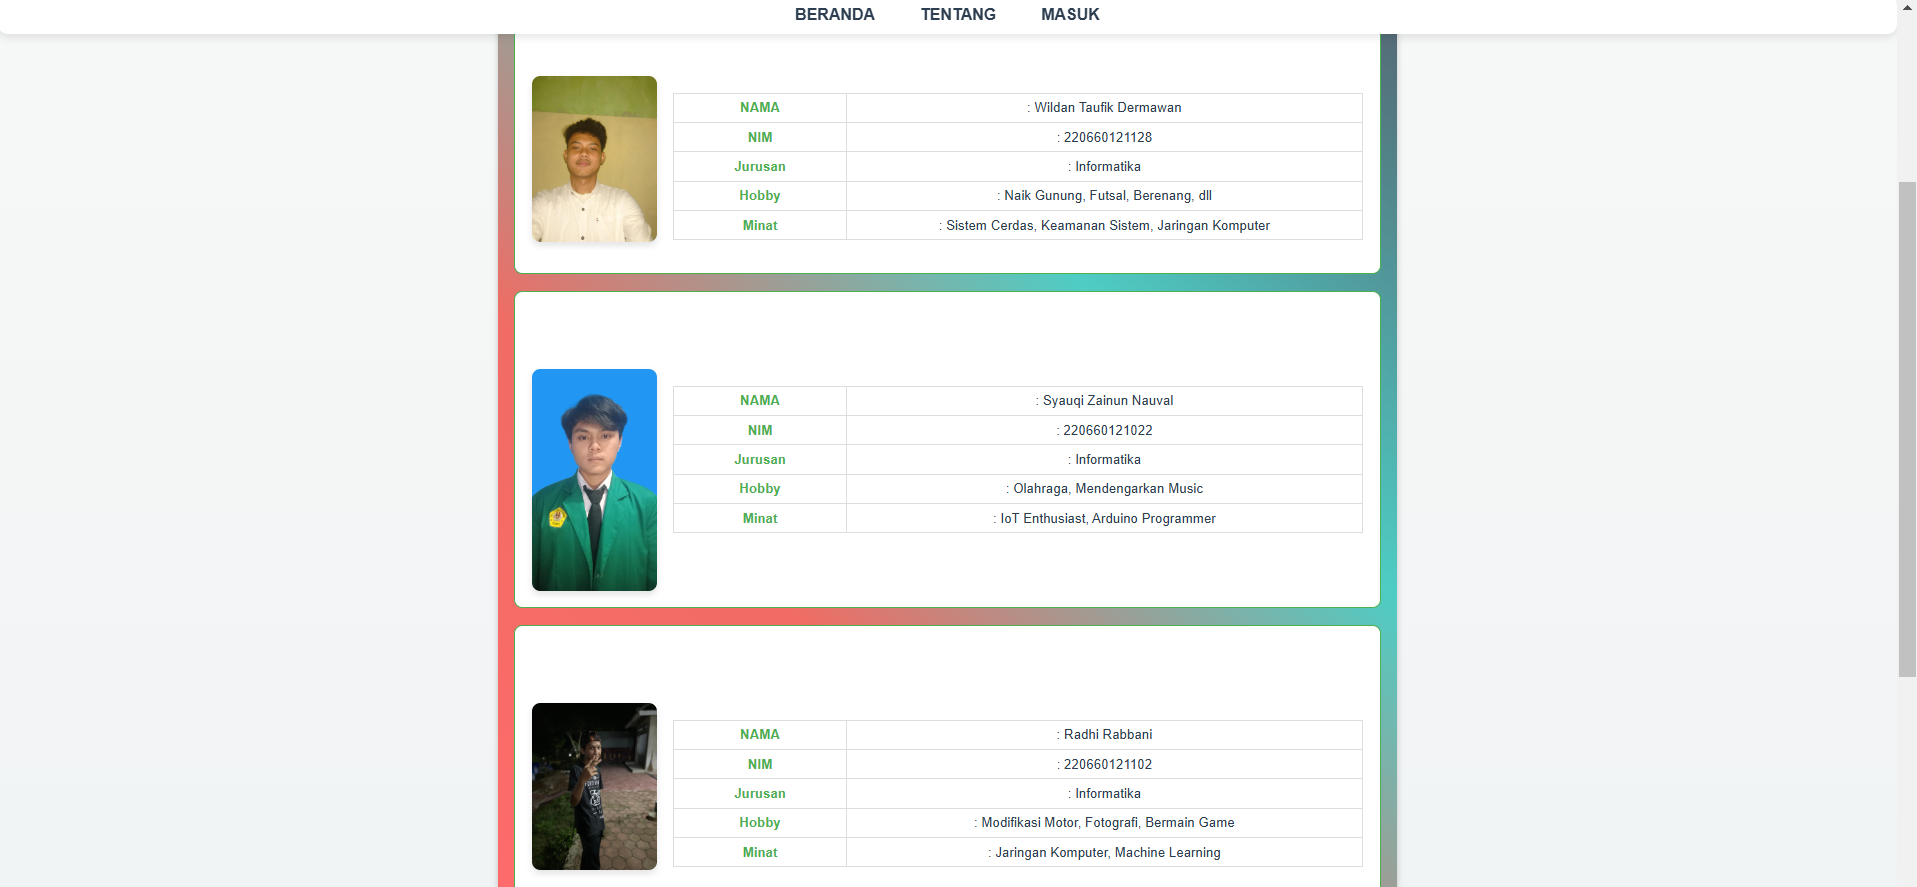 BERANDA TENTANG MASUK
NAMA : Wildan Taufik Dermawan
NIM : 220660121128
Jurusan : Informatika
Hobby : Naik Gunung, Futsal, Berenang, dll
Minat : Sistem Cerdas, Keamanan Sistem, Jaringan Komputer
NAMA : Syauqi Zainun Nauval
NIM : 220660121022
Jurusan : Informatika
Hobby : Olahraga, Mendengarkan Music
Minat : IoT Enthusiast, Arduino Programmer
NAMA : Radhi Rabbani
NIM : 220660121102
Jurusan : Informatika
Hobby : Modifikasi Motor, Fotografi, Bermain Game
Minat : Jaringan Komputer, Machine Learning